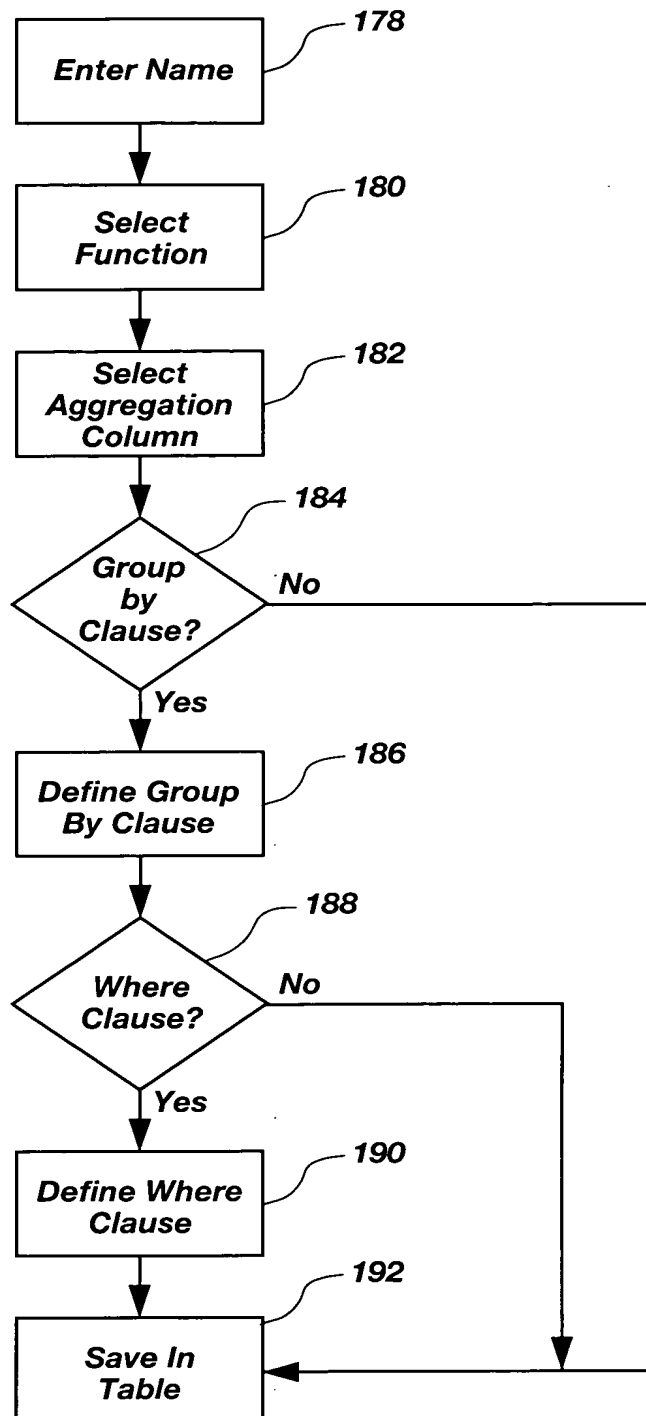 178
Enter Name
180
Select
Function
182
Select
Aggregation
Column
184
Group
by
Clause?
No
Yes
186
Define Group
By Clause
188
Where
Clause?
No
Yes
190
Define Where
Clause
192
Save In
Table